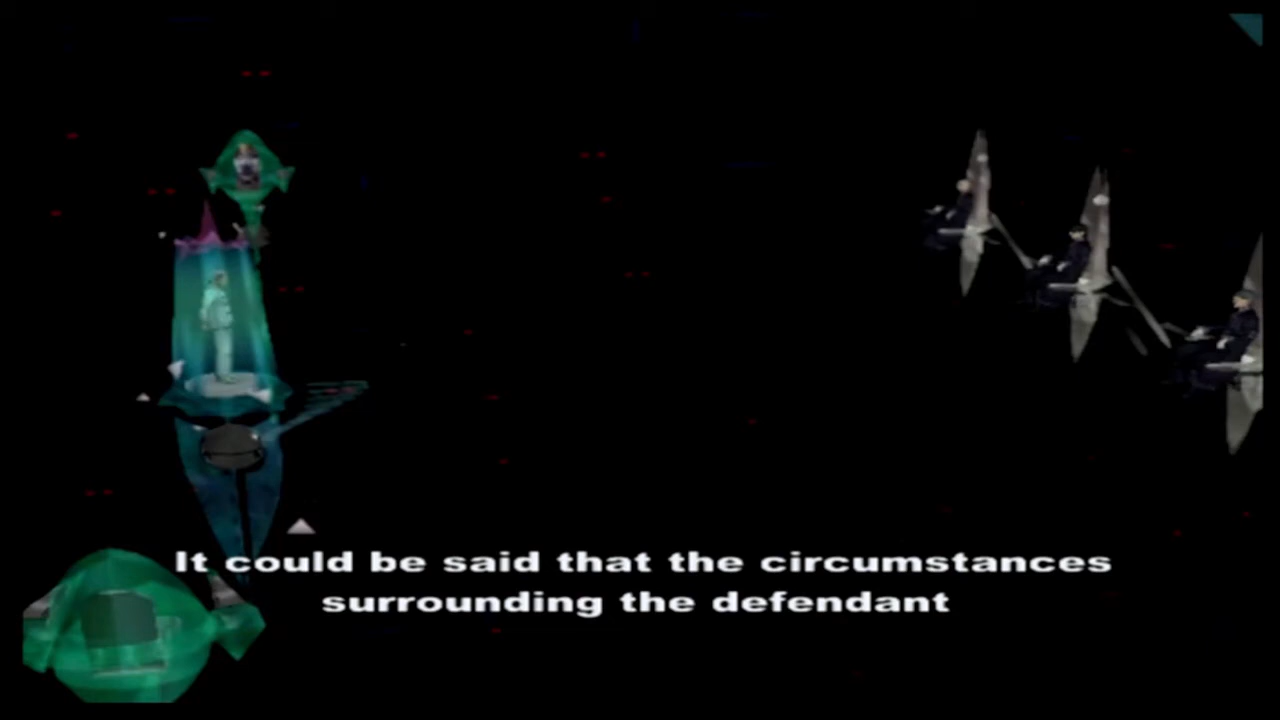 It could be said that the circumstances
surrounding the defendant